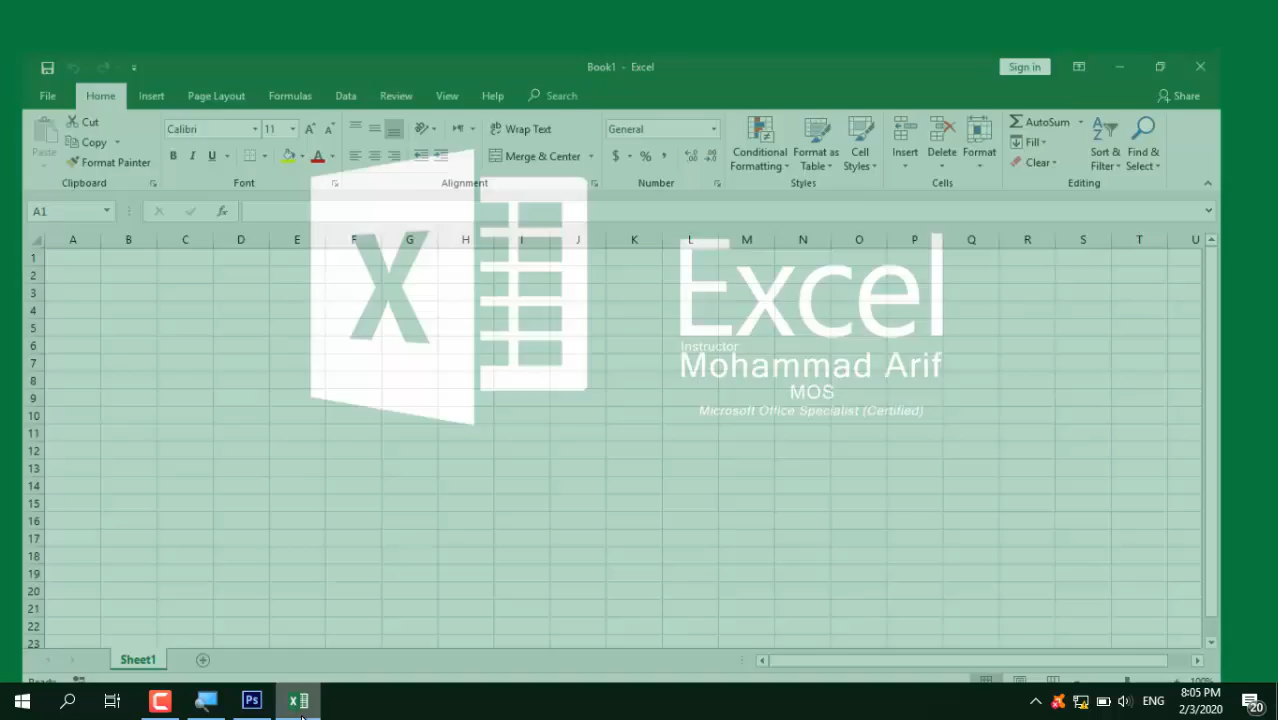 Book1 - Excel
Sign in
File Home Insert Page Layout Formulas Data Review View Help Search
Share
Paste
Cut
Copy
Format Painter
Clipboard
Calibri 11
B I U A
Font
Wrap Text
Merge & Center
Alignment
General
$ % ,
Number
Conditional Formatting
Format as Table
Cell Styles
Styles
Insert
Delete
Format
Cells
AutoSum
Fill
Clear
Sort & Filter
Find & Select
Editing
A1
fx
A B C D E F G H I J K L M N O P Q R S T U
1
2
3
4
5
6
7
8
9
10
11
12
13
14
15
16
17
18
19
20
21
22
23
X
Excel
Instructor
Mohammad Arif
MOS
Microsoft Office Specialist (Certified)
Sheet1
Ready
100%
Ps
ENG
8:05 PM
2/3/2020
20